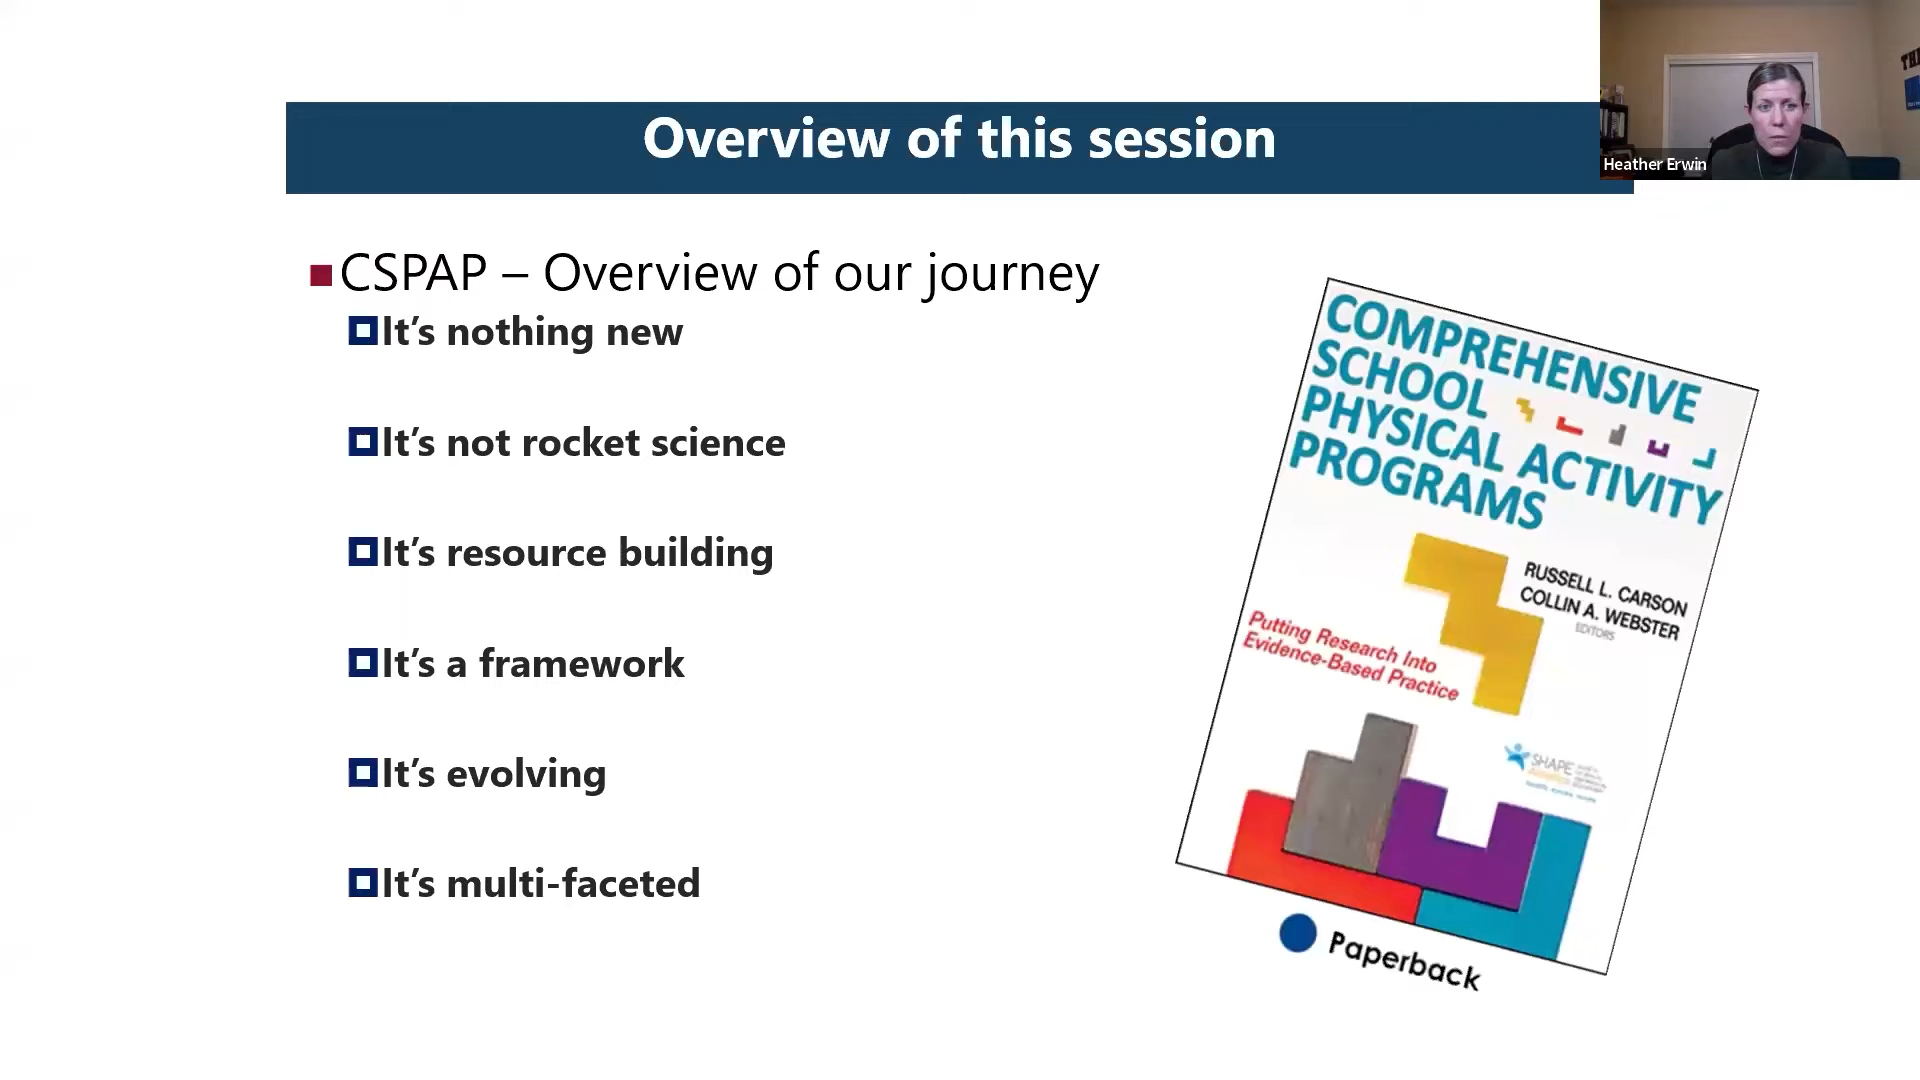 Overview of this session
Heather Erwin
CSPAP – Overview of our journey
It’s nothing new
It’s not rocket science
It’s resource building
It’s a framework
It’s evolving
It’s multi-faceted
COMPREHENSIVE
SCHOOL
PHYSICAL ACTIVITY
PROGRAMS
RUSSELL L. CARSON
COLLIN A. WEBSTER
EDITORS
Putting Research Into
Evidence-Based Practice
SHAPE
America
Paperback